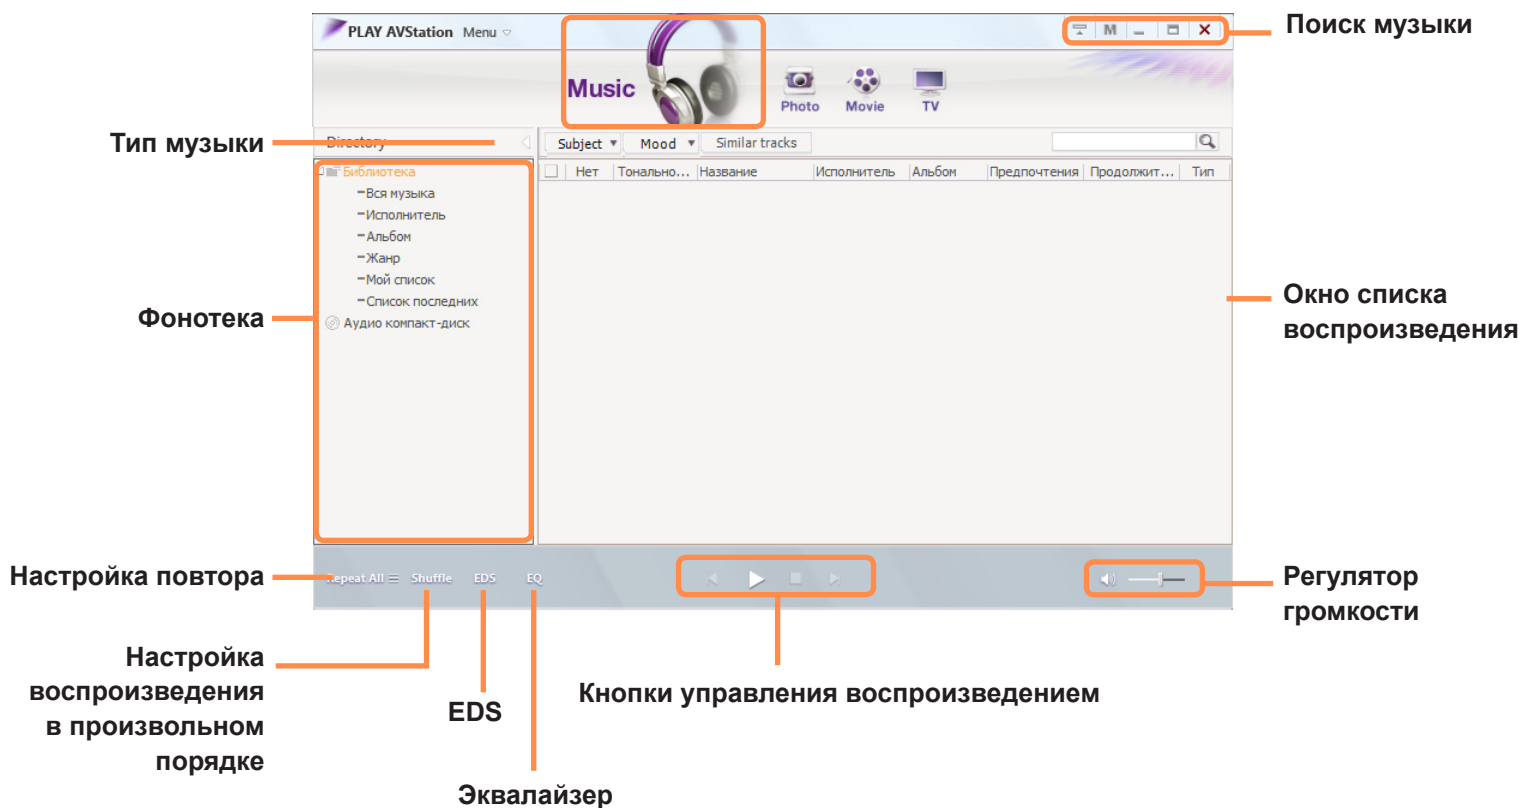 PLAY AVStation Menu
M
Поиск музыки
Music
Photo
Movie
TV
Тип музыки
Directory
Subject
Mood
Similar tracks
Библиотека
Нет
Тонально...
Название
Исполнитель
Альбом
Предпочтения
Продолжит...
Тип
Вся музыка
Исполнитель
Альбом
Жанр
Мой список
Список последних
Аудио компакт-диск
Фонотека
Окно списка
воспроизведения
Настройка повтора
Repeat All
Shuffle
EDS
EQ
Регулятор
громкости
Настройка
воспроизведения
в произвольном
порядке
EDS
Кнопки управления воспроизведением
Эквалайзер